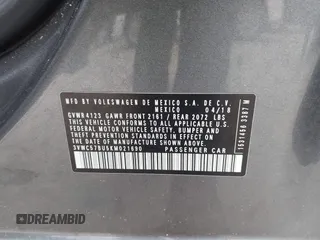 MFD BY VOLKSWAGEN DE MEXICO S.A. DE C.V.
MEXICO 04/18
GVWR 4123 GAWR FRONT 2161 / REAR 2072 LBS
THIS VEHICLE CONFORMS TO ALL APPLICABLE U.S.
FEDERAL MOTOR VEHICLE SAFETY, BUMPER AND
THEFT PREVENTION STANDARDS IN EFFECT ON THE
DATE OF MANUFACTURE SHOWN ABOVE.
3VWC57BU5KM021690 PASSENGER CAR
AutoBidMaster